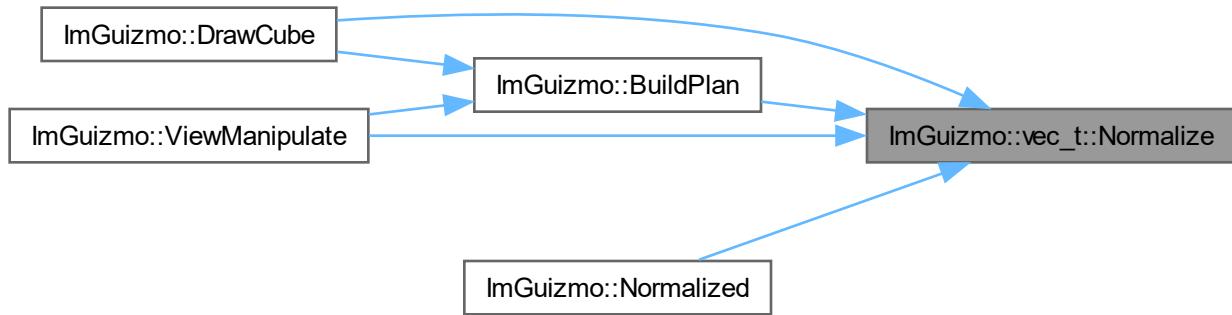 ImGuizmo::DrawCube
ImGuizmo::BuildPlan
ImGuizmo::ViewManipulate
ImGuizmo::vec_t::Normalize
ImGuizmo::Normalized